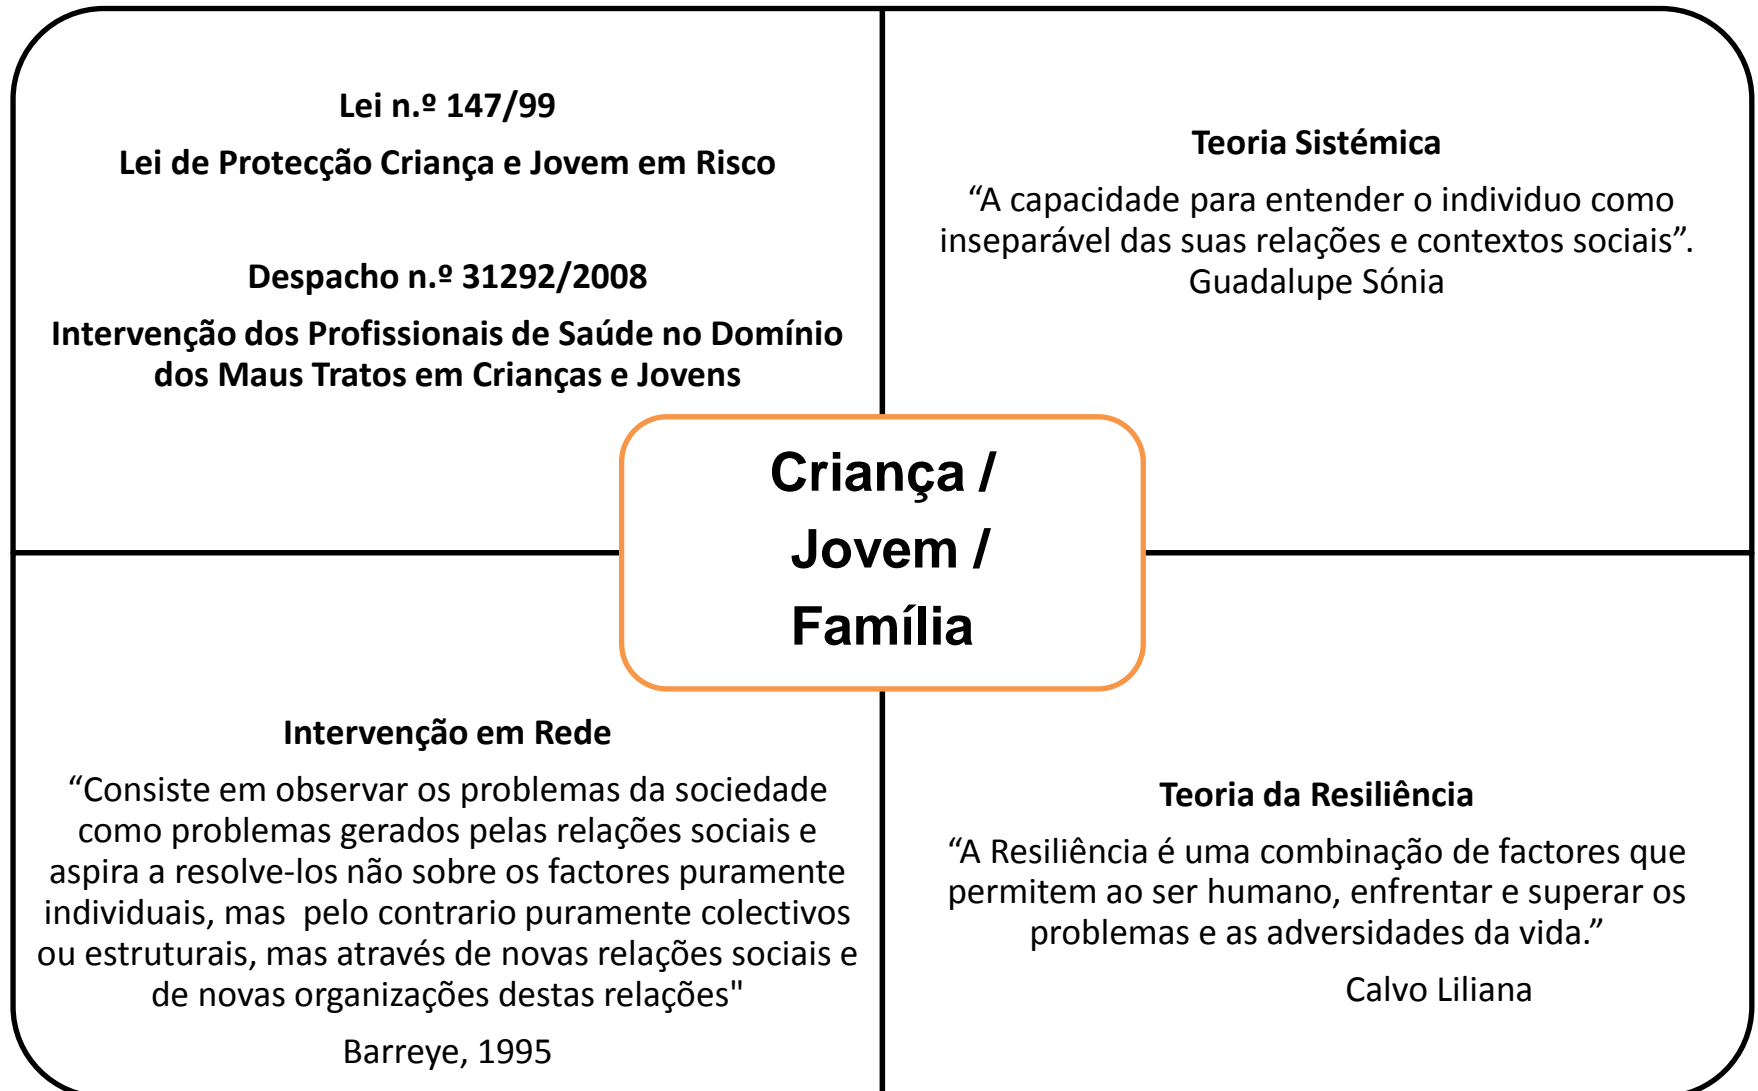 Lei n.º 147/99
Lei de Protecção Criança e Jovem em Risco
Despacho n.º 31292/2008
Intervenção dos Profissionais de Saúde no Domínio
dos Maus Tratos em Crianças e Jovens
Teoria Sistémica
“A capacidade para entender o individuo como
inseparável das suas relações e contextos sociais”.
Guadalupe Sónia
Criança /
Jovem /
Família
Intervenção em Rede
“Consiste em observar os problemas da sociedade
como problemas gerados pelas relações sociais e
aspira a resolve-los não sobre os factores puramente
individuais, mas  pelo contrario puramente colectivos
ou estruturais, mas através de novas relações sociais e
de novas organizações destas relações"
Barreye, 1995
Teoria da Resiliência
“A Resiliência é uma combinação de factores que
permitem ao ser humano, enfrentar e superar os
problemas e as adversidades da vida.”
Calvo Liliana